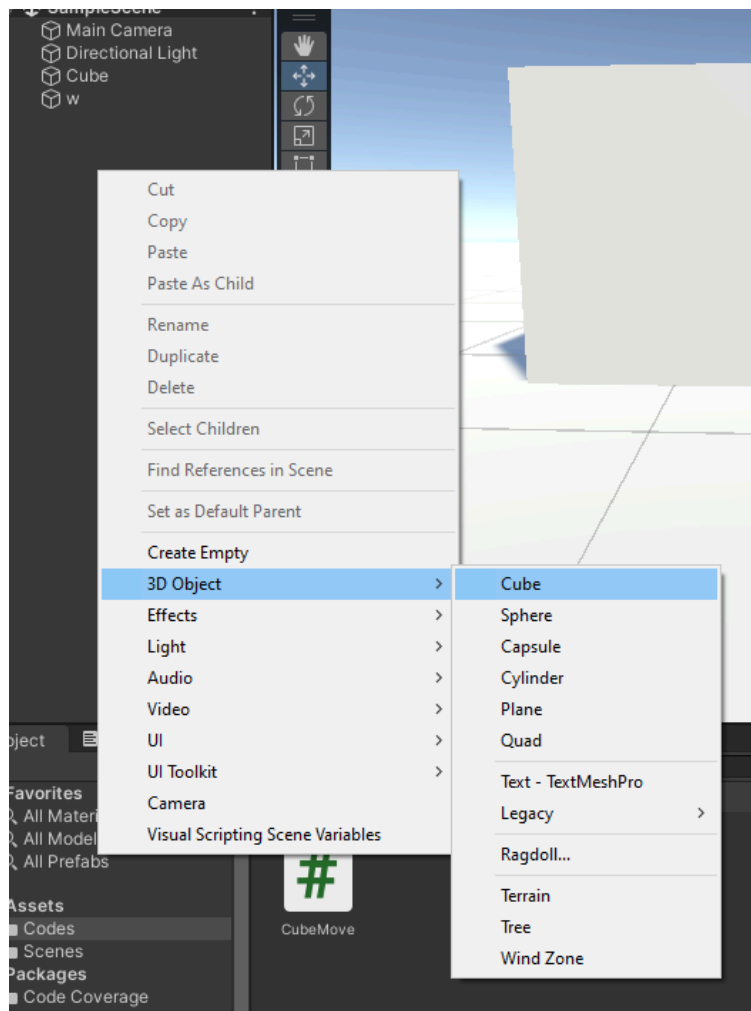 SampleScene
Main Camera
Directional Light
Cube
w
Cut
Copy
Paste
Paste As Child
Rename
Duplicate
Delete
Select Children
Find References in Scene
Set as Default Parent
Create Empty
3D Object
Effects
Light
Audio
Video
UI
UI Toolkit
Camera
Visual Scripting Scene Variables
Cube
Sphere
Capsule
Cylinder
Plane
Quad
Text - TextMeshPro
Legacy
Ragdoll...
Terrain
Tree
Wind Zone
oject
Favorites
All Materi
All Model
All Prefabs
Assets
Codes
Scenes
Packages
Code Coverage
#
CubeMove